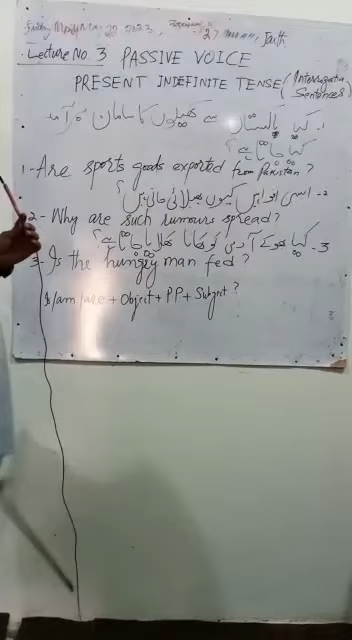 Lecture No. 3 PASSIVE VOICE
PRESENT INDEFINITE TENSE (Interrogative Sentences)
1. کیا پاکستان سے کھیلوں کا سامان برآمد
کیا جاتا ہے؟
1 - Are sports goods exported from Pakistan?
2 - ایسی افواہیں کیوں پھیلائی جاتی ہیں؟
2 - Why are such rumours spread?
3 - کیا بھوکے آدمی کو کھانا کھلایا جاتا ہے؟
3 - Is the hungry man fed?
Is/am/are + Object + PP + Subject?